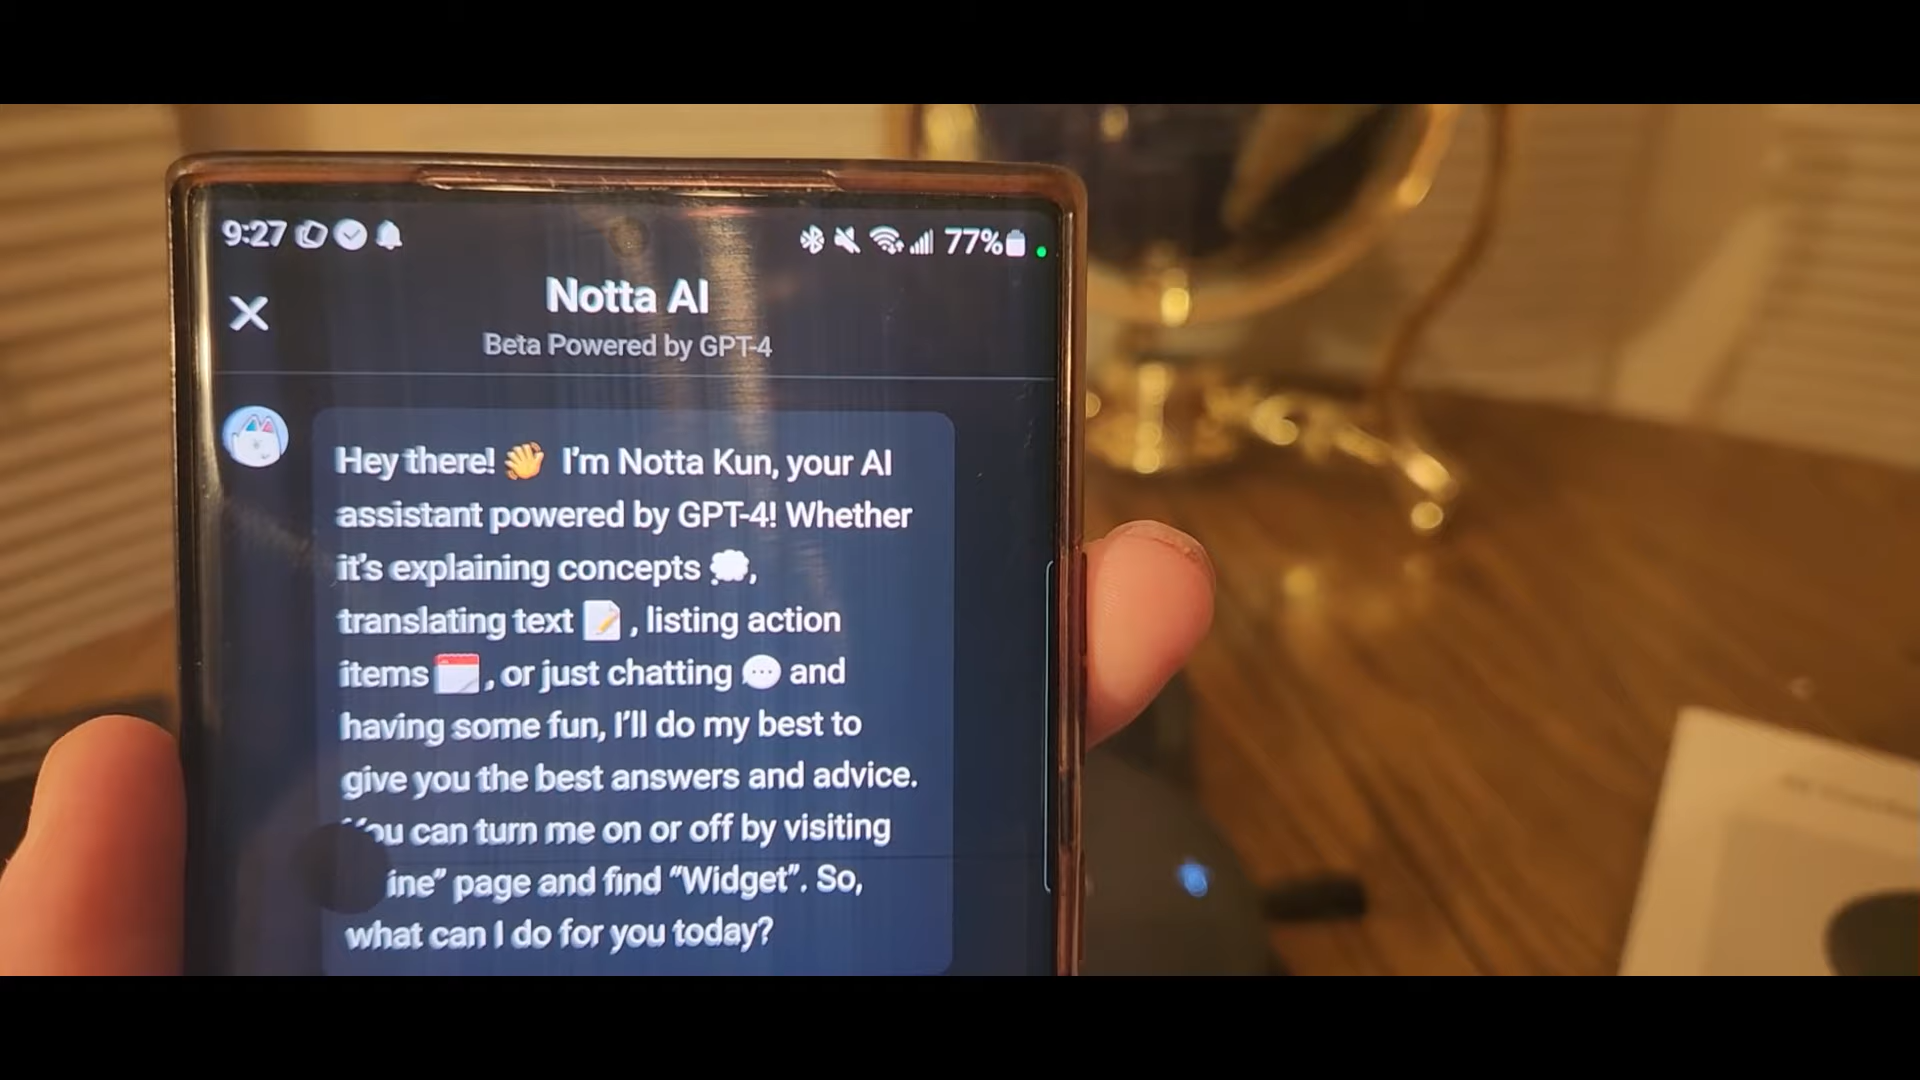 9:27 77%
Notta AI
Beta Powered by GPT-4
Hey there! 👋 I'm Notta Kun, your AI
assistant powered by GPT-4! Whether
it's explaining concepts 💭,
translating text 📝, listing action
items 📅, or just chatting 💬 and
having some fun, I'll do my best to
give you the best answers and advice.
You can turn me on or off by visiting
ine" page and find "Widget". So,
what can I do for you today?